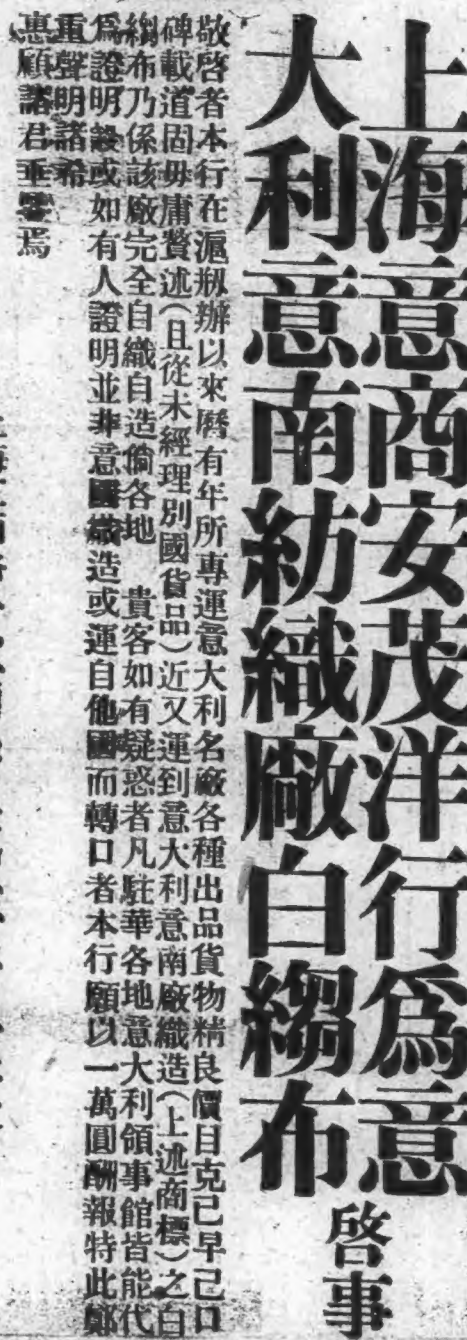 上海意商安茂洋行爲意
大利意南紡織廠白縐布
啓事
敬啓者本行在滬剏辦以來厯有年所專運意大利名廠各種出品貨物精良價目克己早已口
碑載道固毋庸贅述（且從未經理別國貨品）近又運到意大利意南廠織造（上述商標）之白
縐布乃係該廠完全自織自造倘各地　貴客如有疑惑者凡駐華各地意大利領事館皆能代
爲證明設或如有人證明並非意國織造或運自他國而轉口者本行願以一萬圓酬報特此鄭
重聲明諸希
惠顧諸君垂詧焉